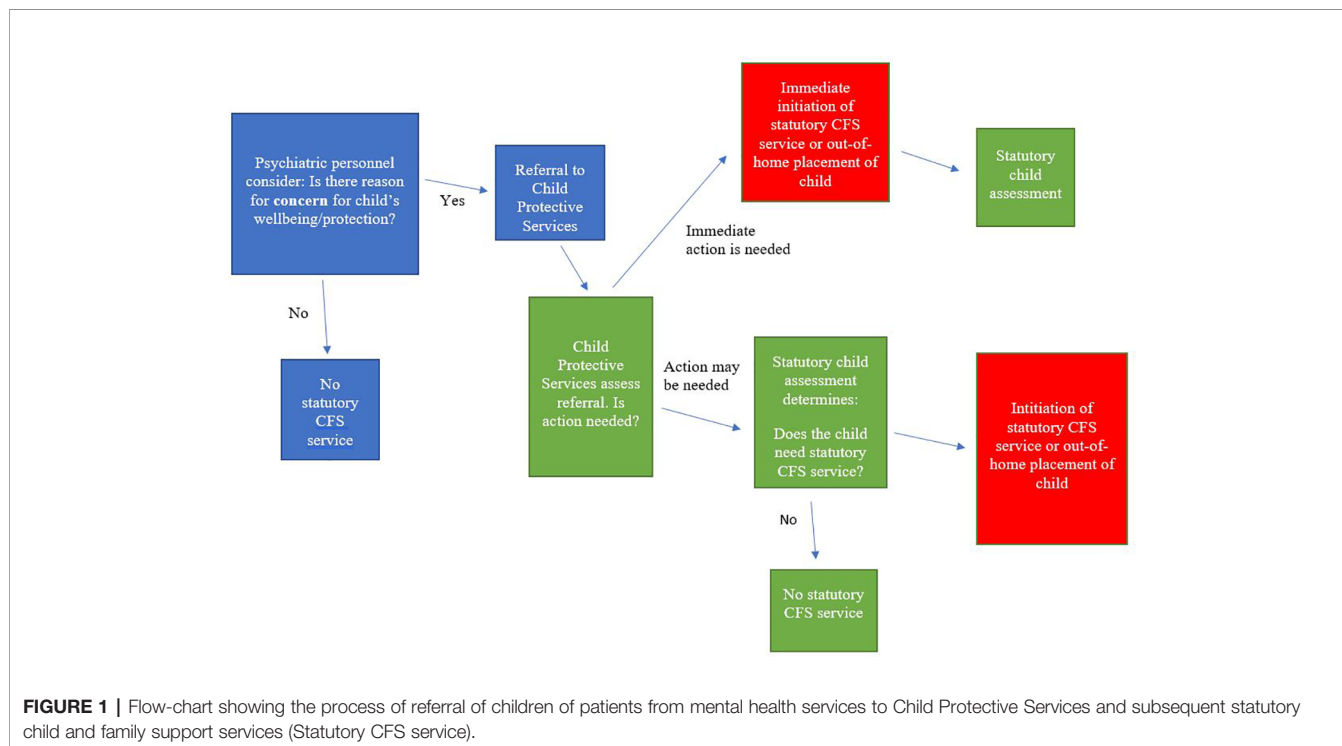 Psychiatric personnel
consider: Is there reason
for concern for child's
wellbeing/protection?
Yes
Referral to
Child
Protective
Services
No
No
statutory
CFS
service
Child
Protective
Services assess
referral. Is
action needed?
Immediate
action is needed
Immediate
initiation of
statutory CFS
service or out-of-
home placement of
child
Statutory
child
assessment
Action may
be needed
Statutory child
assessment
determines:
Does the child
need statutory
CFS service?
No
No statutory
CFS service
Intitiation of
statutory CFS
service or out-of-
home placement of
child
FIGURE 1 | Flow-chart showing the process of referral of children of patients from mental health services to Child Protective Services and subsequent statutory
child and family support services (Statutory CFS service).